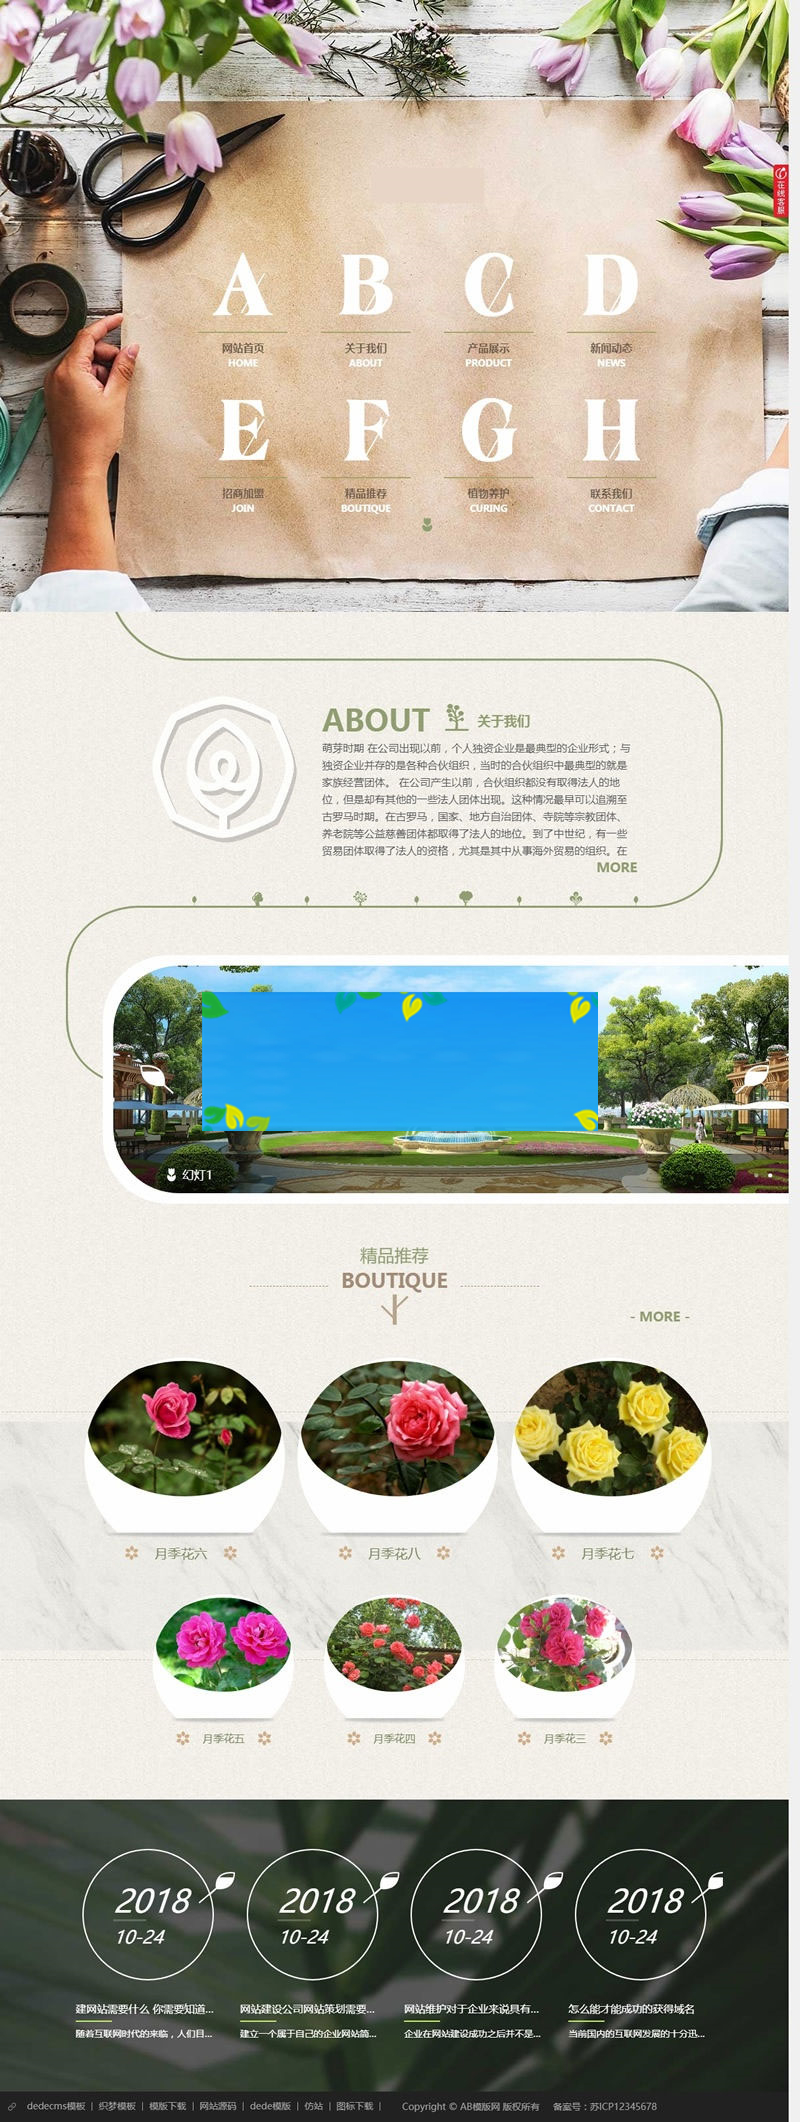 在线客服
A B C D
网站首页 关于我们 产品展示 新闻动态
HOME ABOUT PRODUCT NEWS
E F G H
招商加盟 精品推荐 植物养护 联系我们
JOIN BOUTIQUE CURING CONTACT
ABOUT 关于我们
萌芽时期 在公司出现以前，个人独资企业是最典型的企业形式；与
独资企业并存的是各种合伙组织，当时的合伙组织中最典型的就是
家族经营团体。 在公司产生以前，合伙组织都没有取得法人的地
位，但是却有其他的一些法人团体出现。这种情况最早可以追溯至
古罗马时期。在古罗马，国家、地方自治团体、寺院等宗教团体、
养老院等公益慈善团体都取得了法人的地位。到了中世纪，有一些
贸易团体取得了法人的资格，尤其是其中从事海外贸易的组织。在
MORE
幻灯1
精品推荐
BOUTIQUE
- MORE -
月季花六 月季花八 月季花七
月季花五 月季花四 月季花三
2018 2018 2018 2018
10-24 10-24 10-24 10-24
建网站需要什么 你需要知道... 网站建设公司网站策划需要... 网站维护对于企业来说具有... 怎么能才能成功的获得域名
随着互联网时代的来临，人们目... 建立一个属于自己的企业网站简... 企业在网站建设成功之后并不是... 当前国内的互联网发展的十分迅...
dedecms模板 | 织梦模板 | 模版下载 | 网站源码 | dede模版 | 仿站 | 图标下载 | Copyright © AB模版网 版权所有 备案号：苏ICP12345678